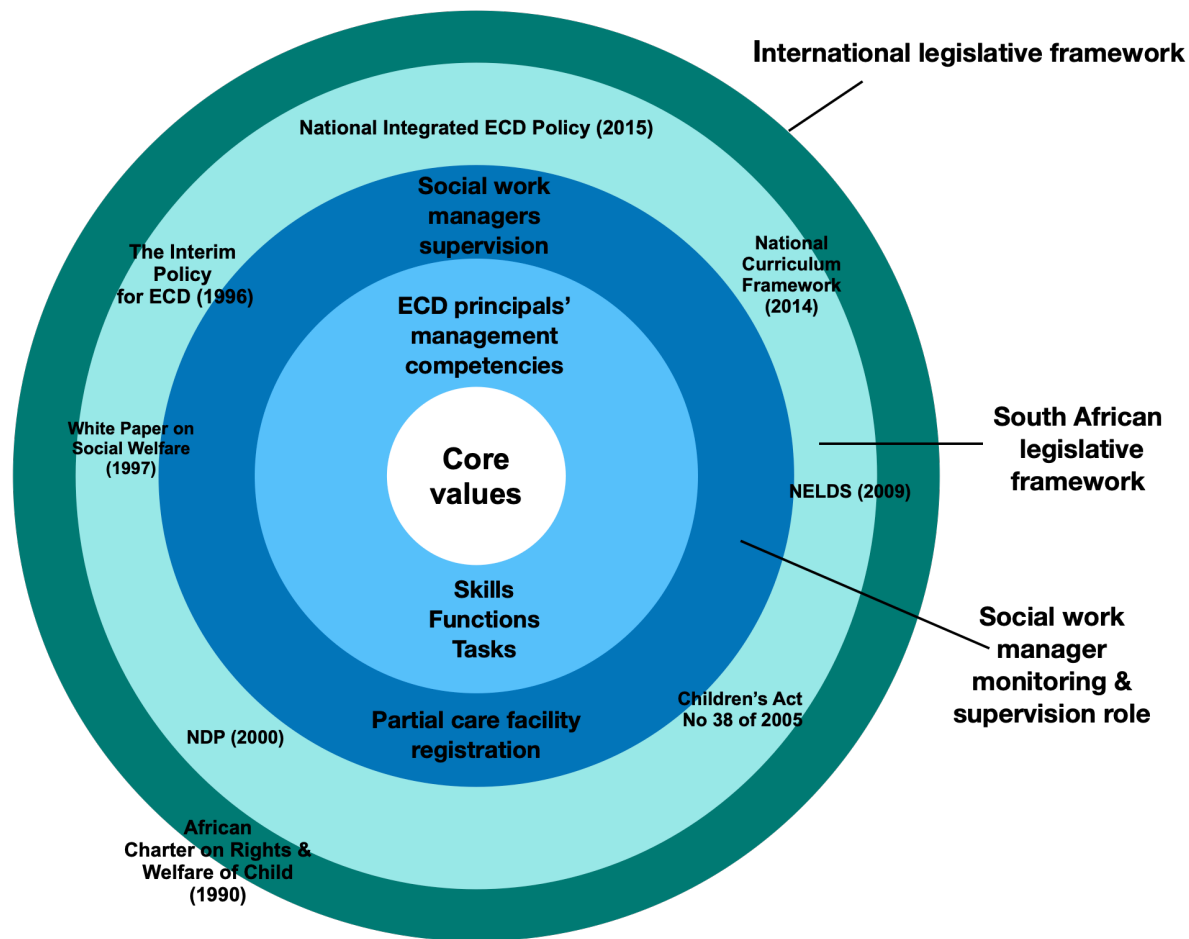 International legislative framework
National Integrated ECD Policy (2015)
Social work
managers
supervision
The Interim
Policy
for ECD (1996)
National
Curriculum
Framework
(2014)
ECD principals’
management
competencies
White Paper on
Social Welfare
(1997)
Core
values
South African
legislative
framework
NELDS (2009)
Skills
Functions
Tasks
Social work
manager
monitoring &
supervision role
Children’s Act
No 38 of 2005
Partial care facility
registration
NDP (2000)
African
Charter on Rights &
Welfare of Child
(1990)